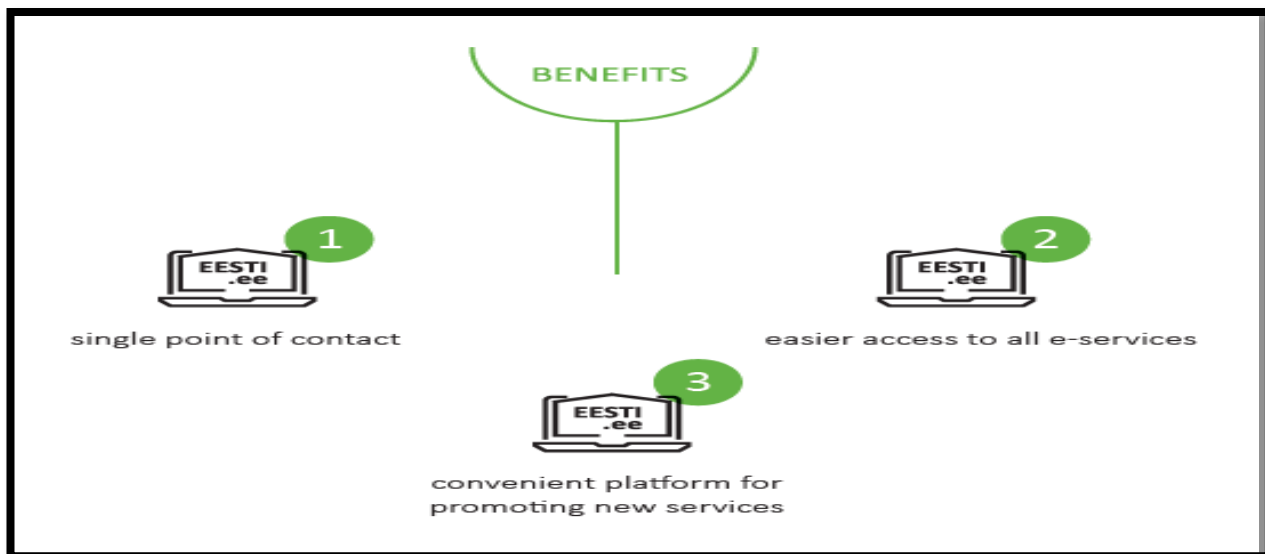 BENEFITS
1
EESTI
.ee
single point of contact
2
EESTI
.ee
easier access to all e-services
3
EESTI
.ee
convenient platform for
promoting new services